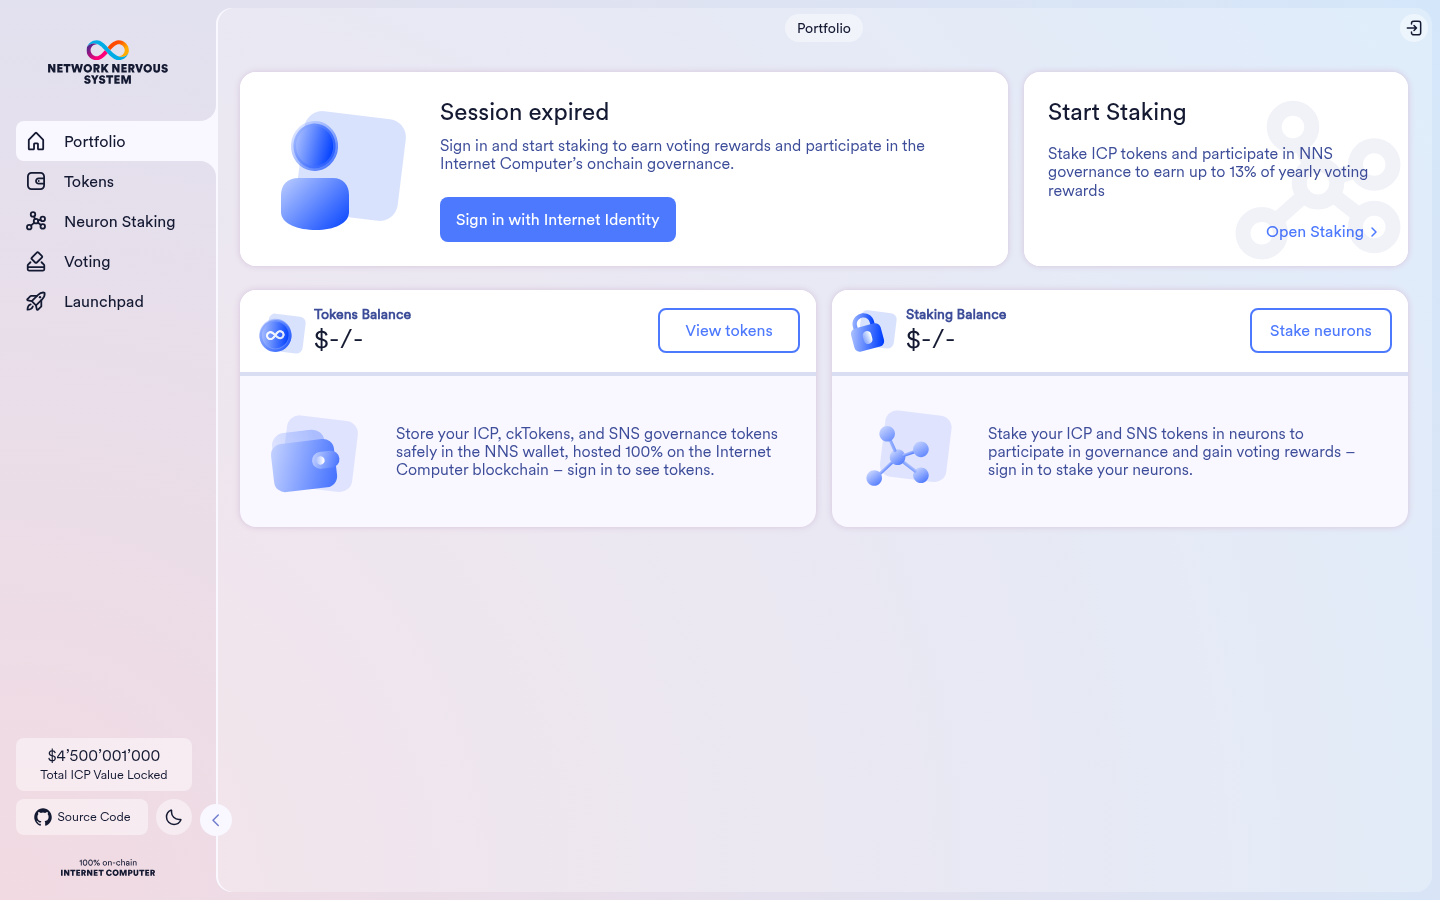 NETWORK NERVOUS
SYSTEM
Portfolio
Tokens
Neuron Staking
Voting
Launchpad
$4’500’001’000
Total ICP Value Locked
Source Code
100% on-chain
INTERNET COMPUTER
Portfolio
Session expired
Sign in and start staking to earn voting rewards and participate in the
Internet Computer’s onchain governance.
Sign in with Internet Identity
Start Staking
Stake ICP tokens and participate in NNS
governance to earn up to 13% of yearly voting
rewards
Open Staking
Tokens Balance
$-/-
View tokens
Store your ICP, ckTokens, and SNS governance tokens
safely in the NNS wallet, hosted 100% on the Internet
Computer blockchain – sign in to see tokens.
Staking Balance
$-/-
Stake neurons
Stake your ICP and SNS tokens in neurons to
participate in governance and gain voting rewards –
sign in to stake your neurons.